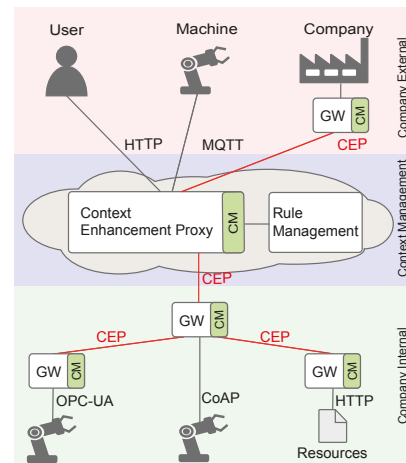 User
Machine
Company
GW
CM
HTTP
MQTT
CEP
Company External
Context
Enhancement Proxy
CM
Rule
Management
Context Management
CEP
GW
CM
CEP
CEP
GW
CM
GW
CM
OPC-UA
CoAP
HTTP
Resources
Company Internal